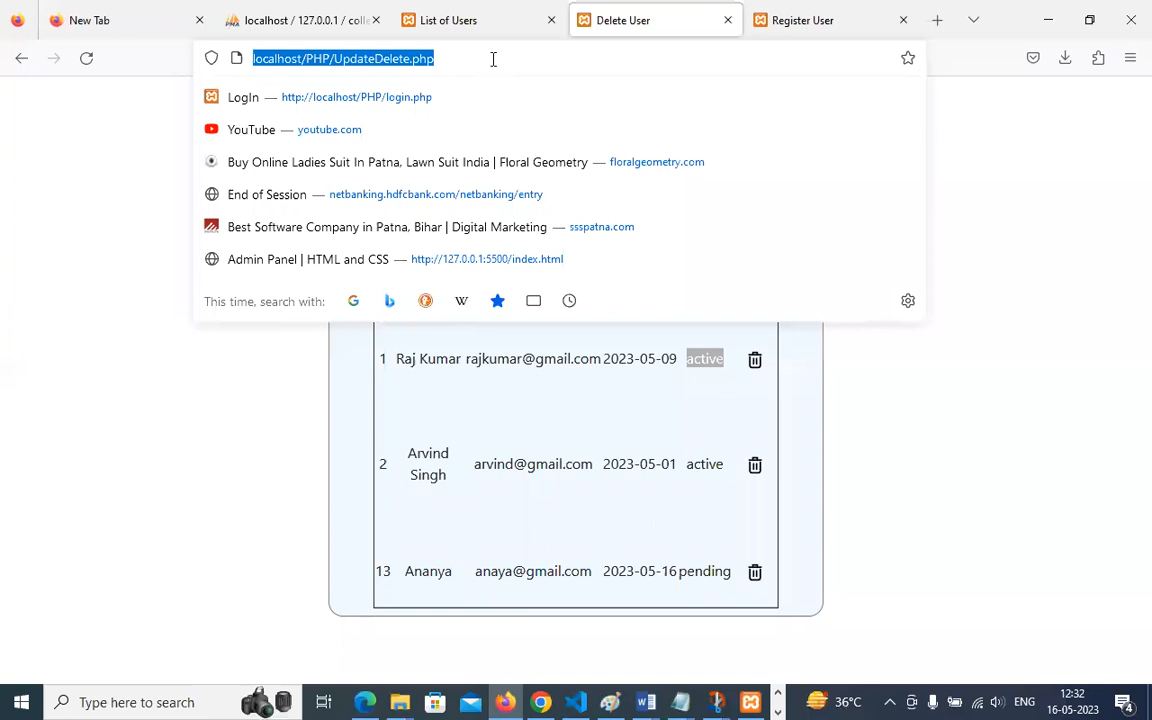 New Tab
localhost / 127.0.0.1 / colle
List of Users
Delete User
Register User
localhost/PHP/UpdateDelete.php
LogIn — http://localhost/PHP/login.php
YouTube — youtube.com
Buy Online Ladies Suit In Patna, Lawn Suit India | Floral Geometry — floralgeometry.com
End of Session — netbanking.hdfcbank.com/netbanking/entry
Best Software Company in Patna, Bihar | Digital Marketing — ssspatna.com
Admin Panel | HTML and CSS — http://127.0.0.1:5500/index.html
This time, search with:
1 Raj Kumar rajkumar@gmail.com 2023-05-09 active
2 Arvind Singh arvind@gmail.com 2023-05-01 active
13 Ananya anaya@gmail.com 2023-05-16 pending
Type here to search
36°C
ENG
12:32
16-05-2023
4